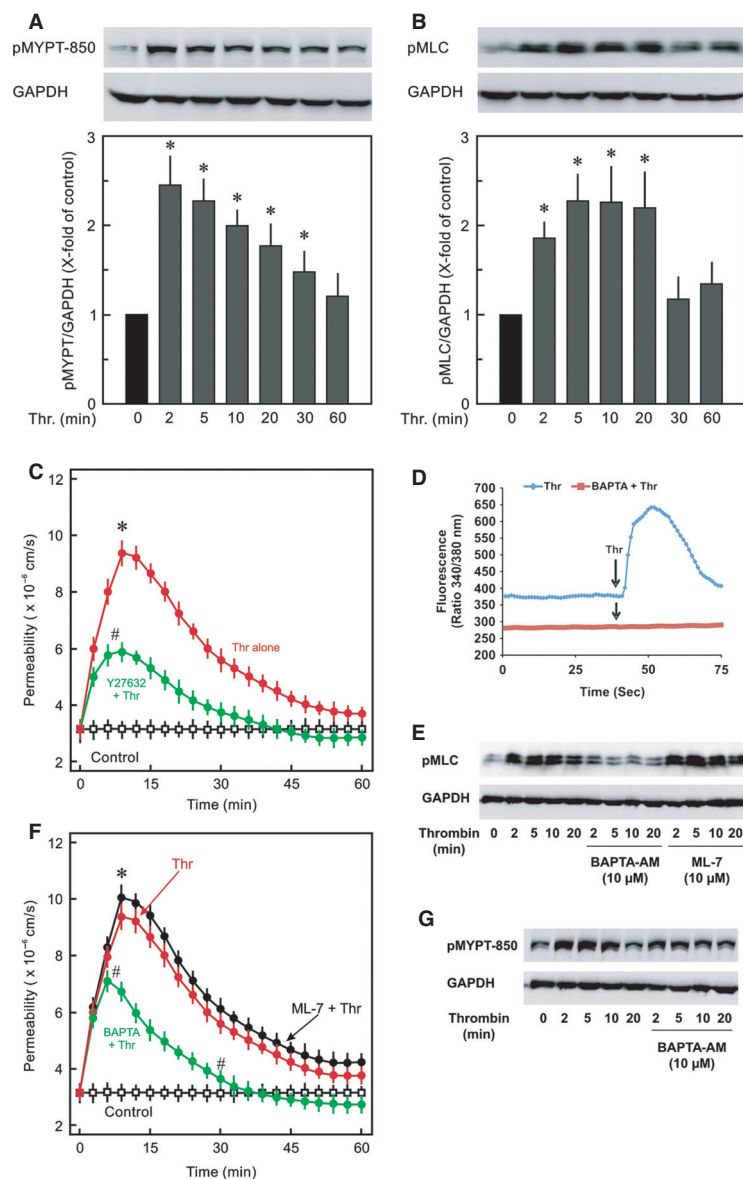 A
pMYPT-850
GAPDH
pMYPT/GAPDH (X-fold of control)
3
2
1
0
* * * * *
Thr. (min) 0 2 5 10 20 30 60
B
pMLC
GAPDH
pMLC/GAPDH (X-fold of control)
3
2
1
0
* * * *
0 2 5 10 20 30 60
C
Permeability ( x 10⁻⁶ cm/s)
12
10
8
6
4
2
*
#
Thr alone
Y27632
+ Thr
Control
0 15 30 45 60
Time (min)
D
Thr BAPTA + Thr
Fluorescence
(Ratio 340/380 nm)
700
650
600
550
500
450
400
350
300
250
200
Thr
0 25 50 75
Time (Sec)
E
pMLC
GAPDH
Thrombin 0 2 5 10 20 2 5 10 20 2 5 10 20
(min)
BAPTA-AM ML-7
(10 µM) (10 µM)
F
Permeability ( x 10⁻⁶ cm/s)
12
10
8
6
4
2
*
Thr
#
BAPTA
+ Thr
ML-7 + Thr
#
Control
0 15 30 45 60
Time (min)
G
pMYPT-850
GAPDH
Thrombin 0 2 5 10 20 2 5 10 20
(min)
BAPTA-AM
(10 µM)